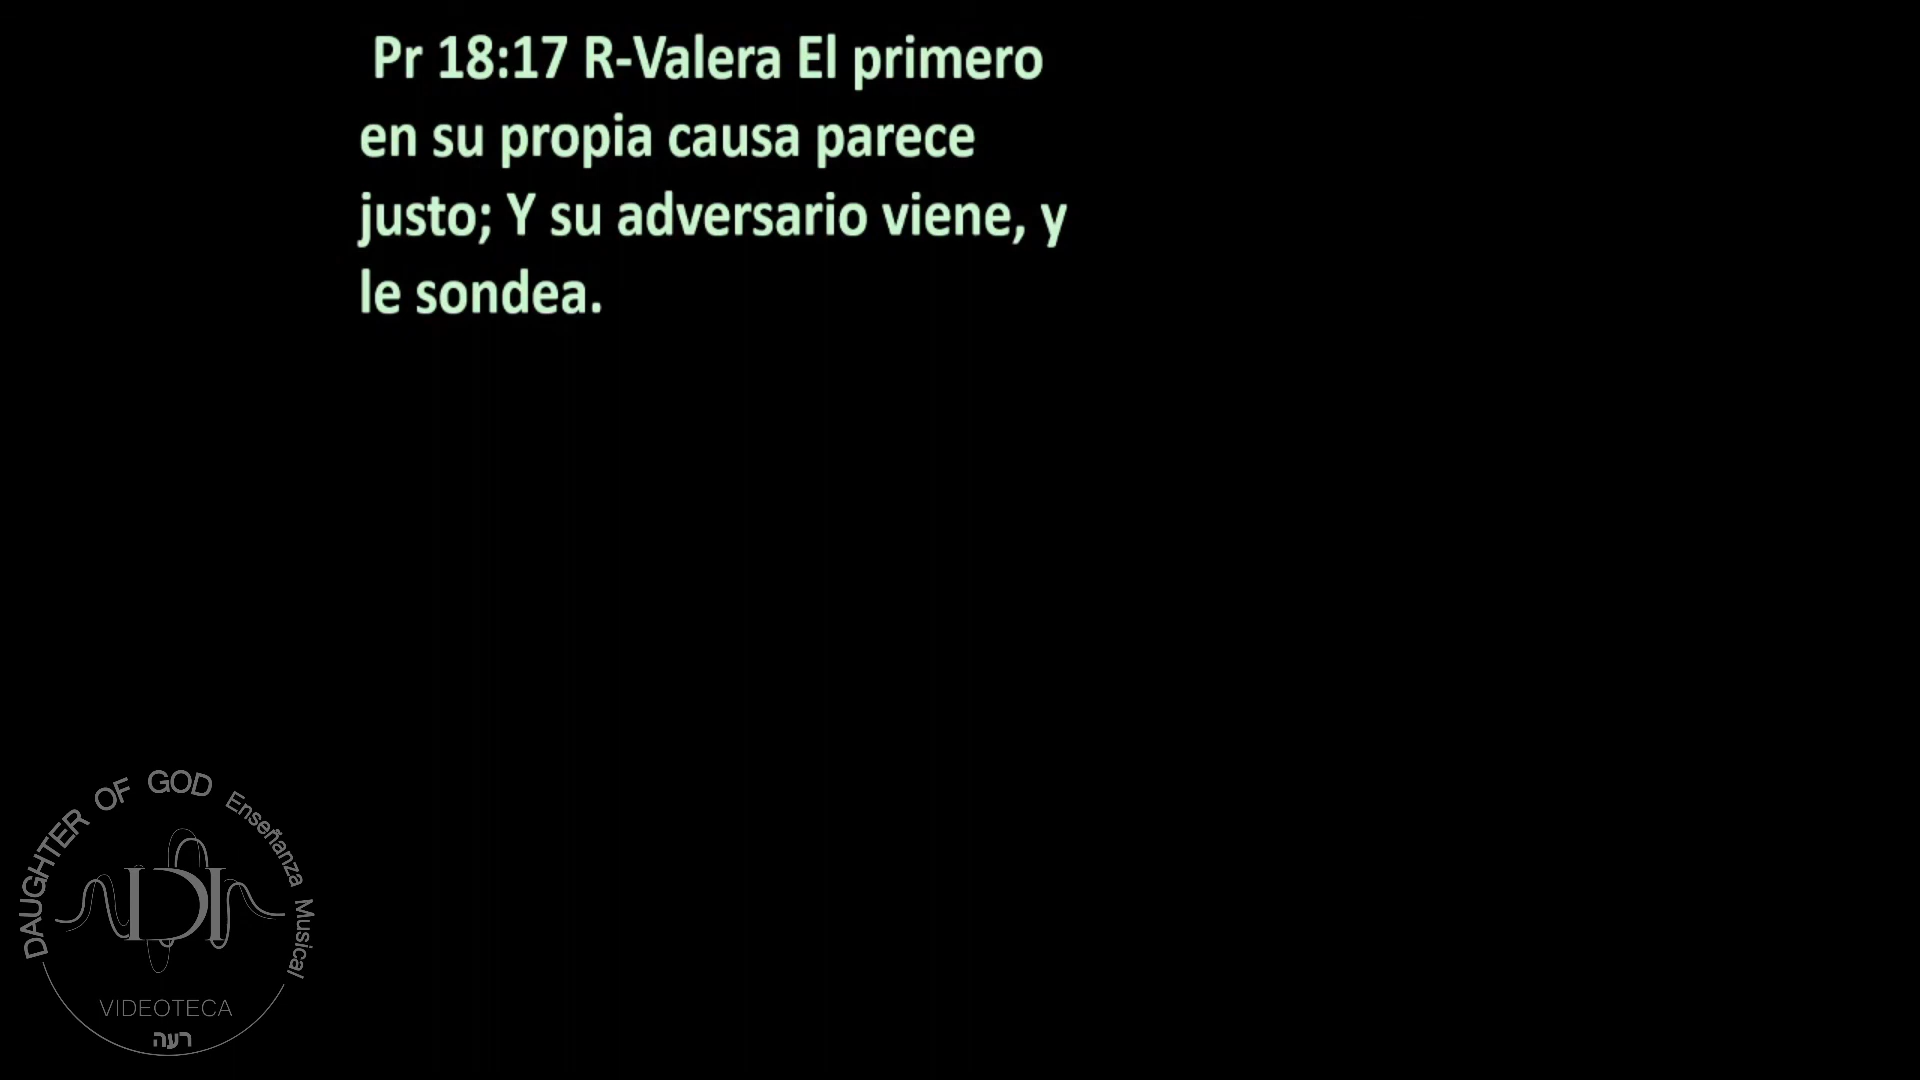 Pr 18:17 R-Valera El primero
en su propia causa parece
justo; Y su adversario viene, y
le sondea.
DAUGHTER OF GOD Enseñanza Musical
DI
VIDEOTECA
רעה